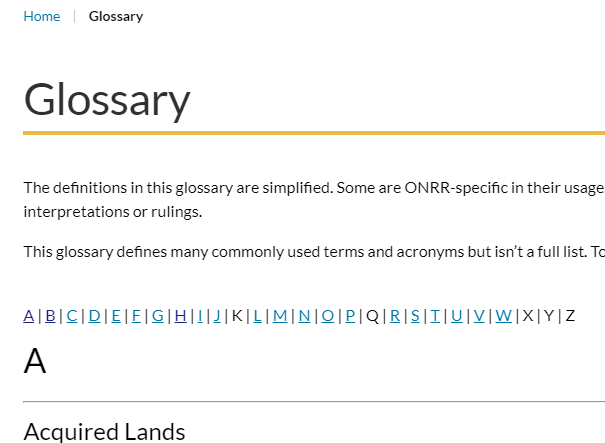 Home | Glossary
Glossary
The definitions in this glossary are simplified. Some are ONRR-specific in their usage
interpretations or rulings.
This glossary defines many commonly used terms and acronyms but isn't a full list. To
A | B | C | D | E | F | G | H | I | J | K | L | M | N | O | P | Q | R | S | T | U | V | W | X | Y | Z
A
Acquired Lands